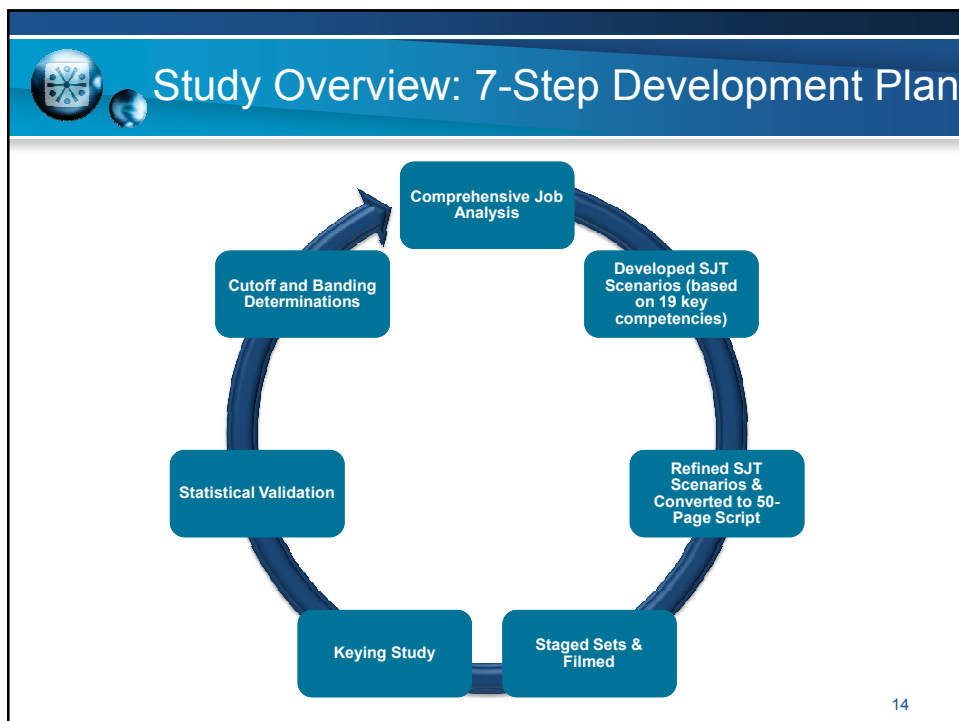 Study Overview: 7-Step Development Plan
Comprehensive Job
Analysis
Developed SJT
Scenarios (based
on 19 key
competencies)
Refined SJT
Scenarios &
Converted to 50-
Page Script
Staged Sets &
Filmed
Keying Study
Statistical Validation
Cutoff and Banding
Determinations
14